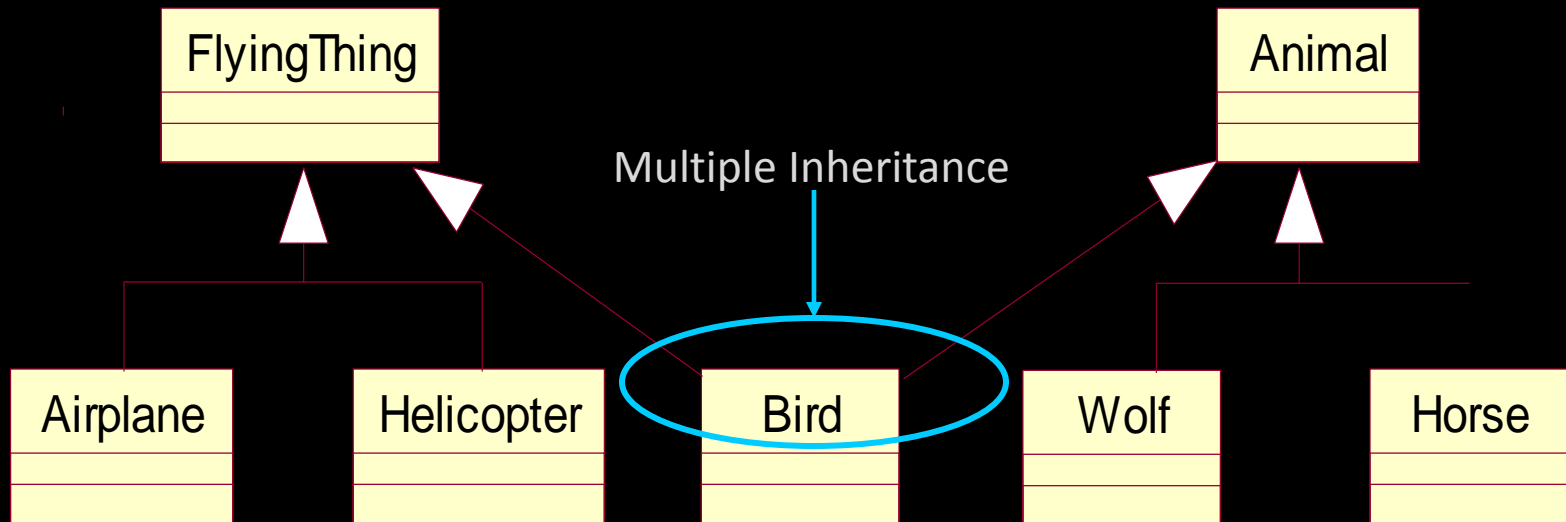 FlyingThing
Animal
Multiple Inheritance
Airplane
Helicopter
Bird
Wolf
Horse